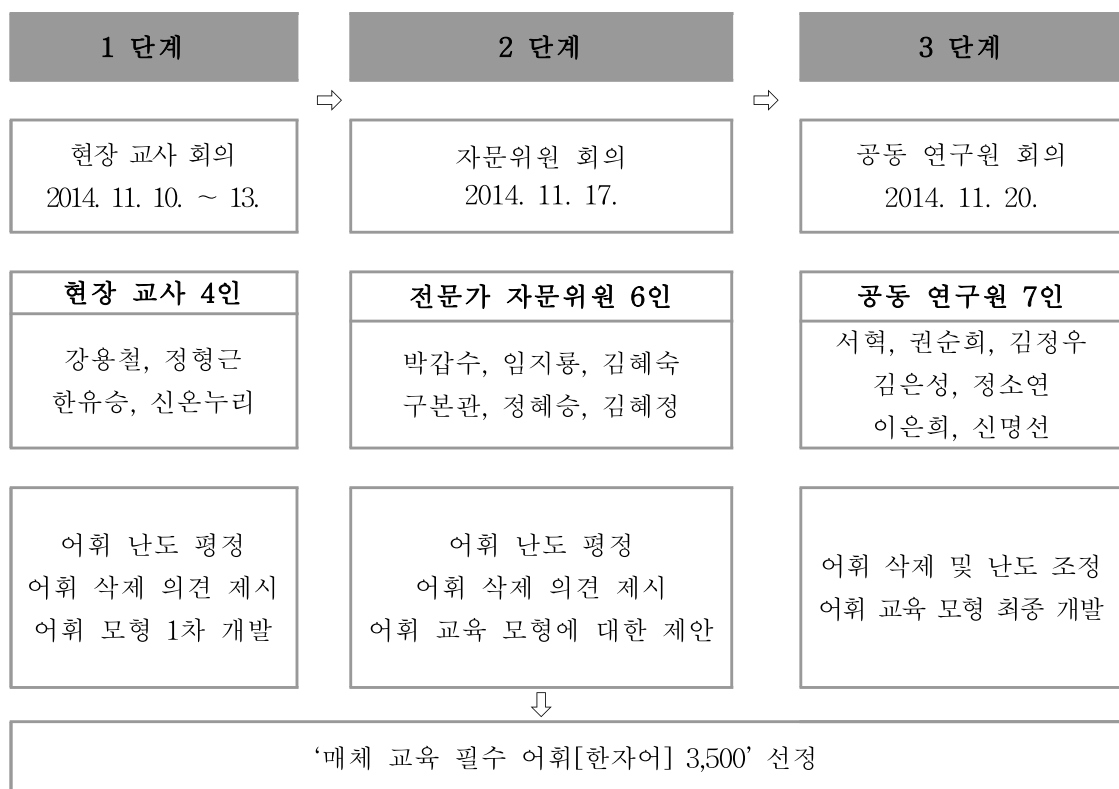 1 단계
2 단계
3 단계
⇨
⇨
현장 교사 회의
2014. 11. 10. ~ 13.
자문위원 회의
2014. 11. 17.
공동 연구원 회의
2014. 11. 20.
현장 교사 4인
강용철, 정형근
한유승, 신온누리
전문가 자문위원 6인
박갑수, 임지룡, 김혜숙
구본관, 정혜승, 김혜정
공동 연구원 7인
서혁, 권순희, 김정우
김은성, 정소연
이은희, 신명선
어휘 난도 평정
어휘 삭제 의견 제시
어휘 모형 1차 개발
어휘 난도 평정
어휘 삭제 의견 제시
어휘 교육 모형에 대한 제안
어휘 삭제 및 난도 조정
어휘 교육 모형 최종 개발
⇩
‘매체 교육 필수 어휘[한자어] 3,500’ 선정